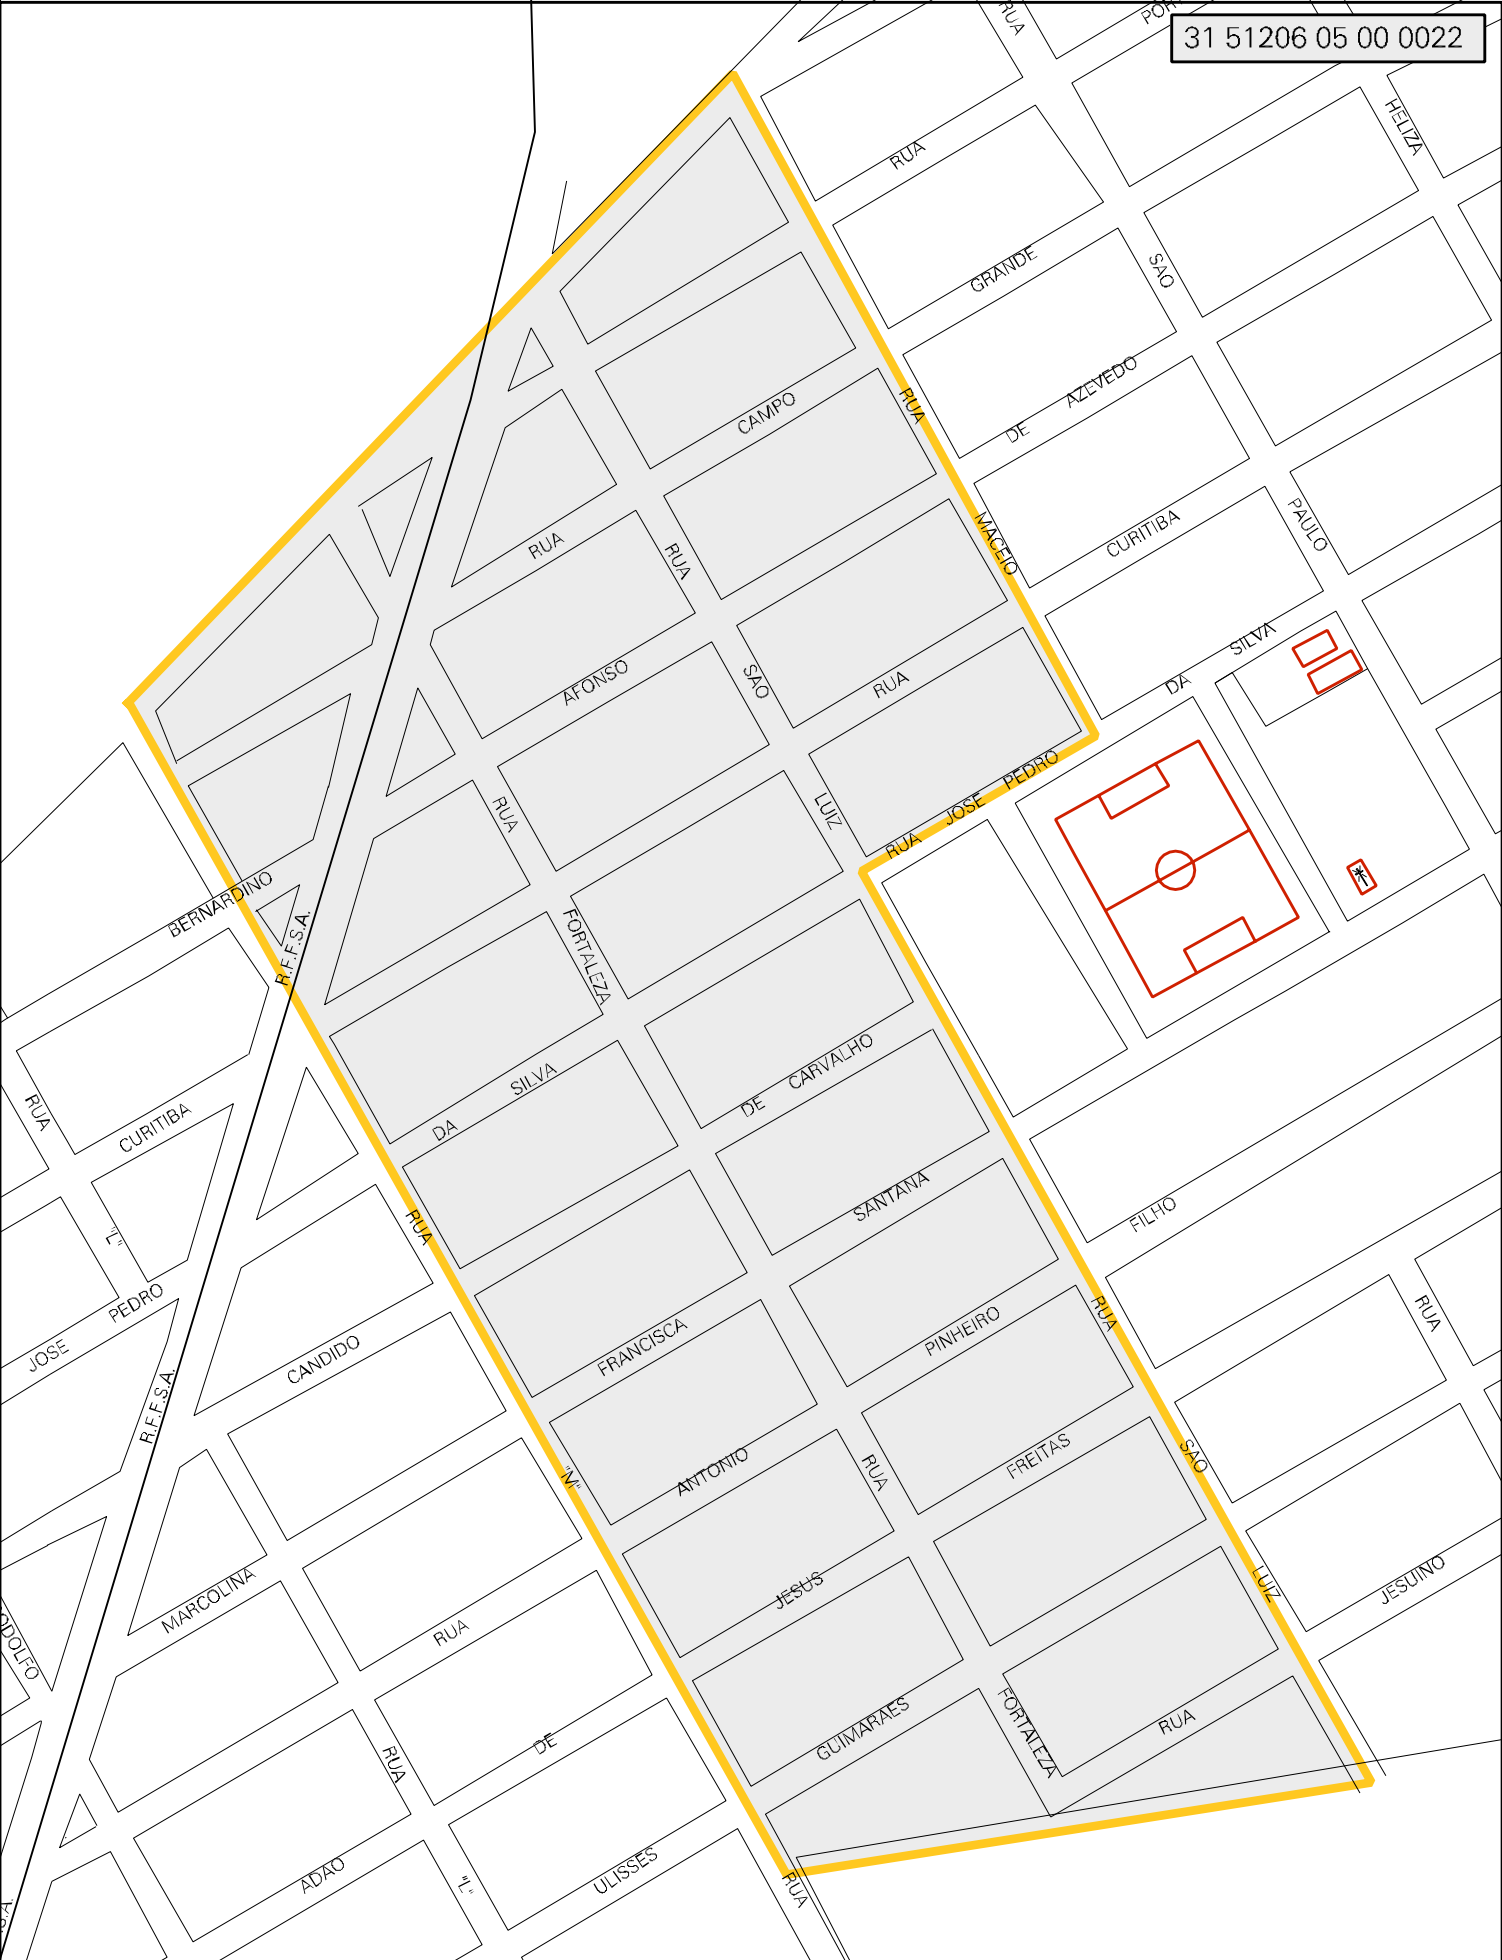 RUA
31 51206 05 00 0022
HELIZA
RUA
GRANDE
SAO
AZEVEDO
DE
CAMPO
RUA
CURITIBA
PAULO
MACEIO
RUA
RUA
SILVA
DA
AFONSO
SAO
RUA
PEDRO
JOSE
RUA
LUIZ
RUA
BERNARDINO
R.F.F.S.A.
FORTALEZA
SILVA
DA
CARVALHO
DE
RUA
CURITIBA
"L"
RUA
SANTANA
FILHO
PEDRO
JOSE
CANDIDO
FRANCISCA
PINHEIRO
RUA
RUA
R.F.F.S.A.
"M"
ANTONIO
RUA
FREITAS
SAO
MARCOLINA
RUA
JESUS
LUIZ
JESUINO
GUIMARAES
FORTALEZA
RUA
RUA
DE
ADAO
"L"
ULISSES
RUA